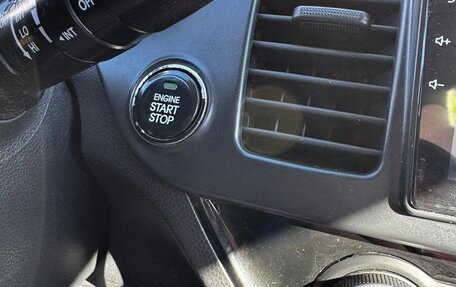 OFF
INT
LO
HI
ENGINE
START
STOP